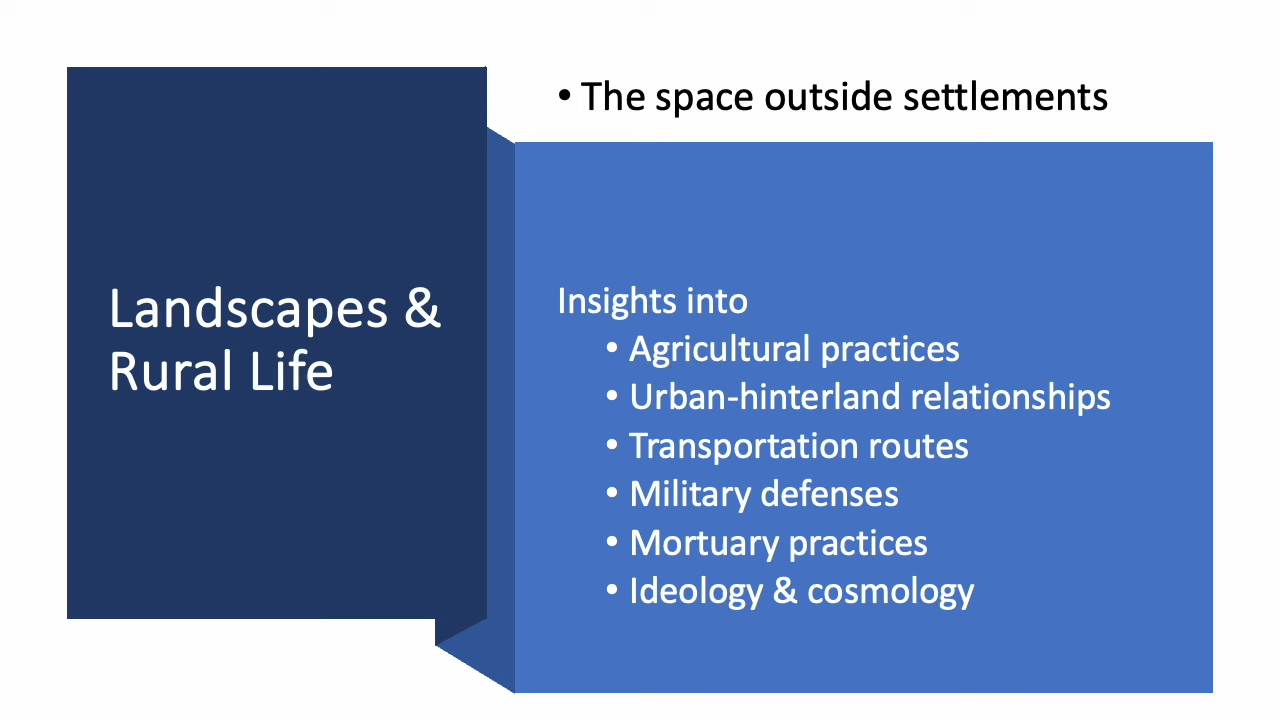 Landscapes &
Rural Life
• The space outside settlements
Insights into
• Agricultural practices
• Urban-hinterland relationships
• Transportation routes
• Military defenses
• Mortuary practices
• Ideology & cosmology